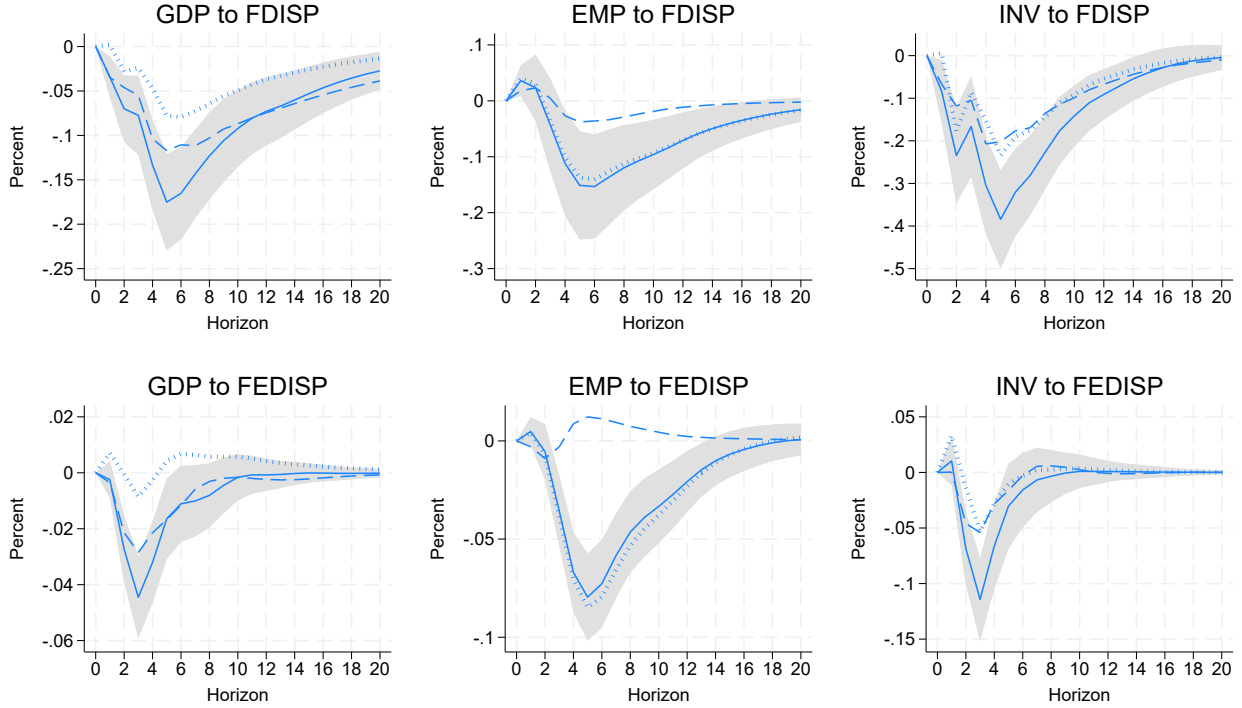 GDP to FDISP
0
-.05
-.1
-.15
-.2
-.25
Percent
0 2 4 6 8 10 12 14 16 18 20
Horizon
EMP to FDISP
.1
0
-.1
-.2
-.3
Percent
0 2 4 6 8 10 12 14 16 18 20
Horizon
INV to FDISP
0
-.1
-.2
-.3
-.4
-.5
Percent
0 2 4 6 8 10 12 14 16 18 20
Horizon
GDP to FEDISP
.02
0
-.02
-.04
-.06
Percent
0 2 4 6 8 10 12 14 16 18 20
Horizon
EMP to FEDISP
0
-.05
-.1
Percent
0 2 4 6 8 10 12 14 16 18 20
Horizon
INV to FEDISP
.05
0
-.05
-.1
-.15
Percent
0 2 4 6 8 10 12 14 16 18 20
Horizon